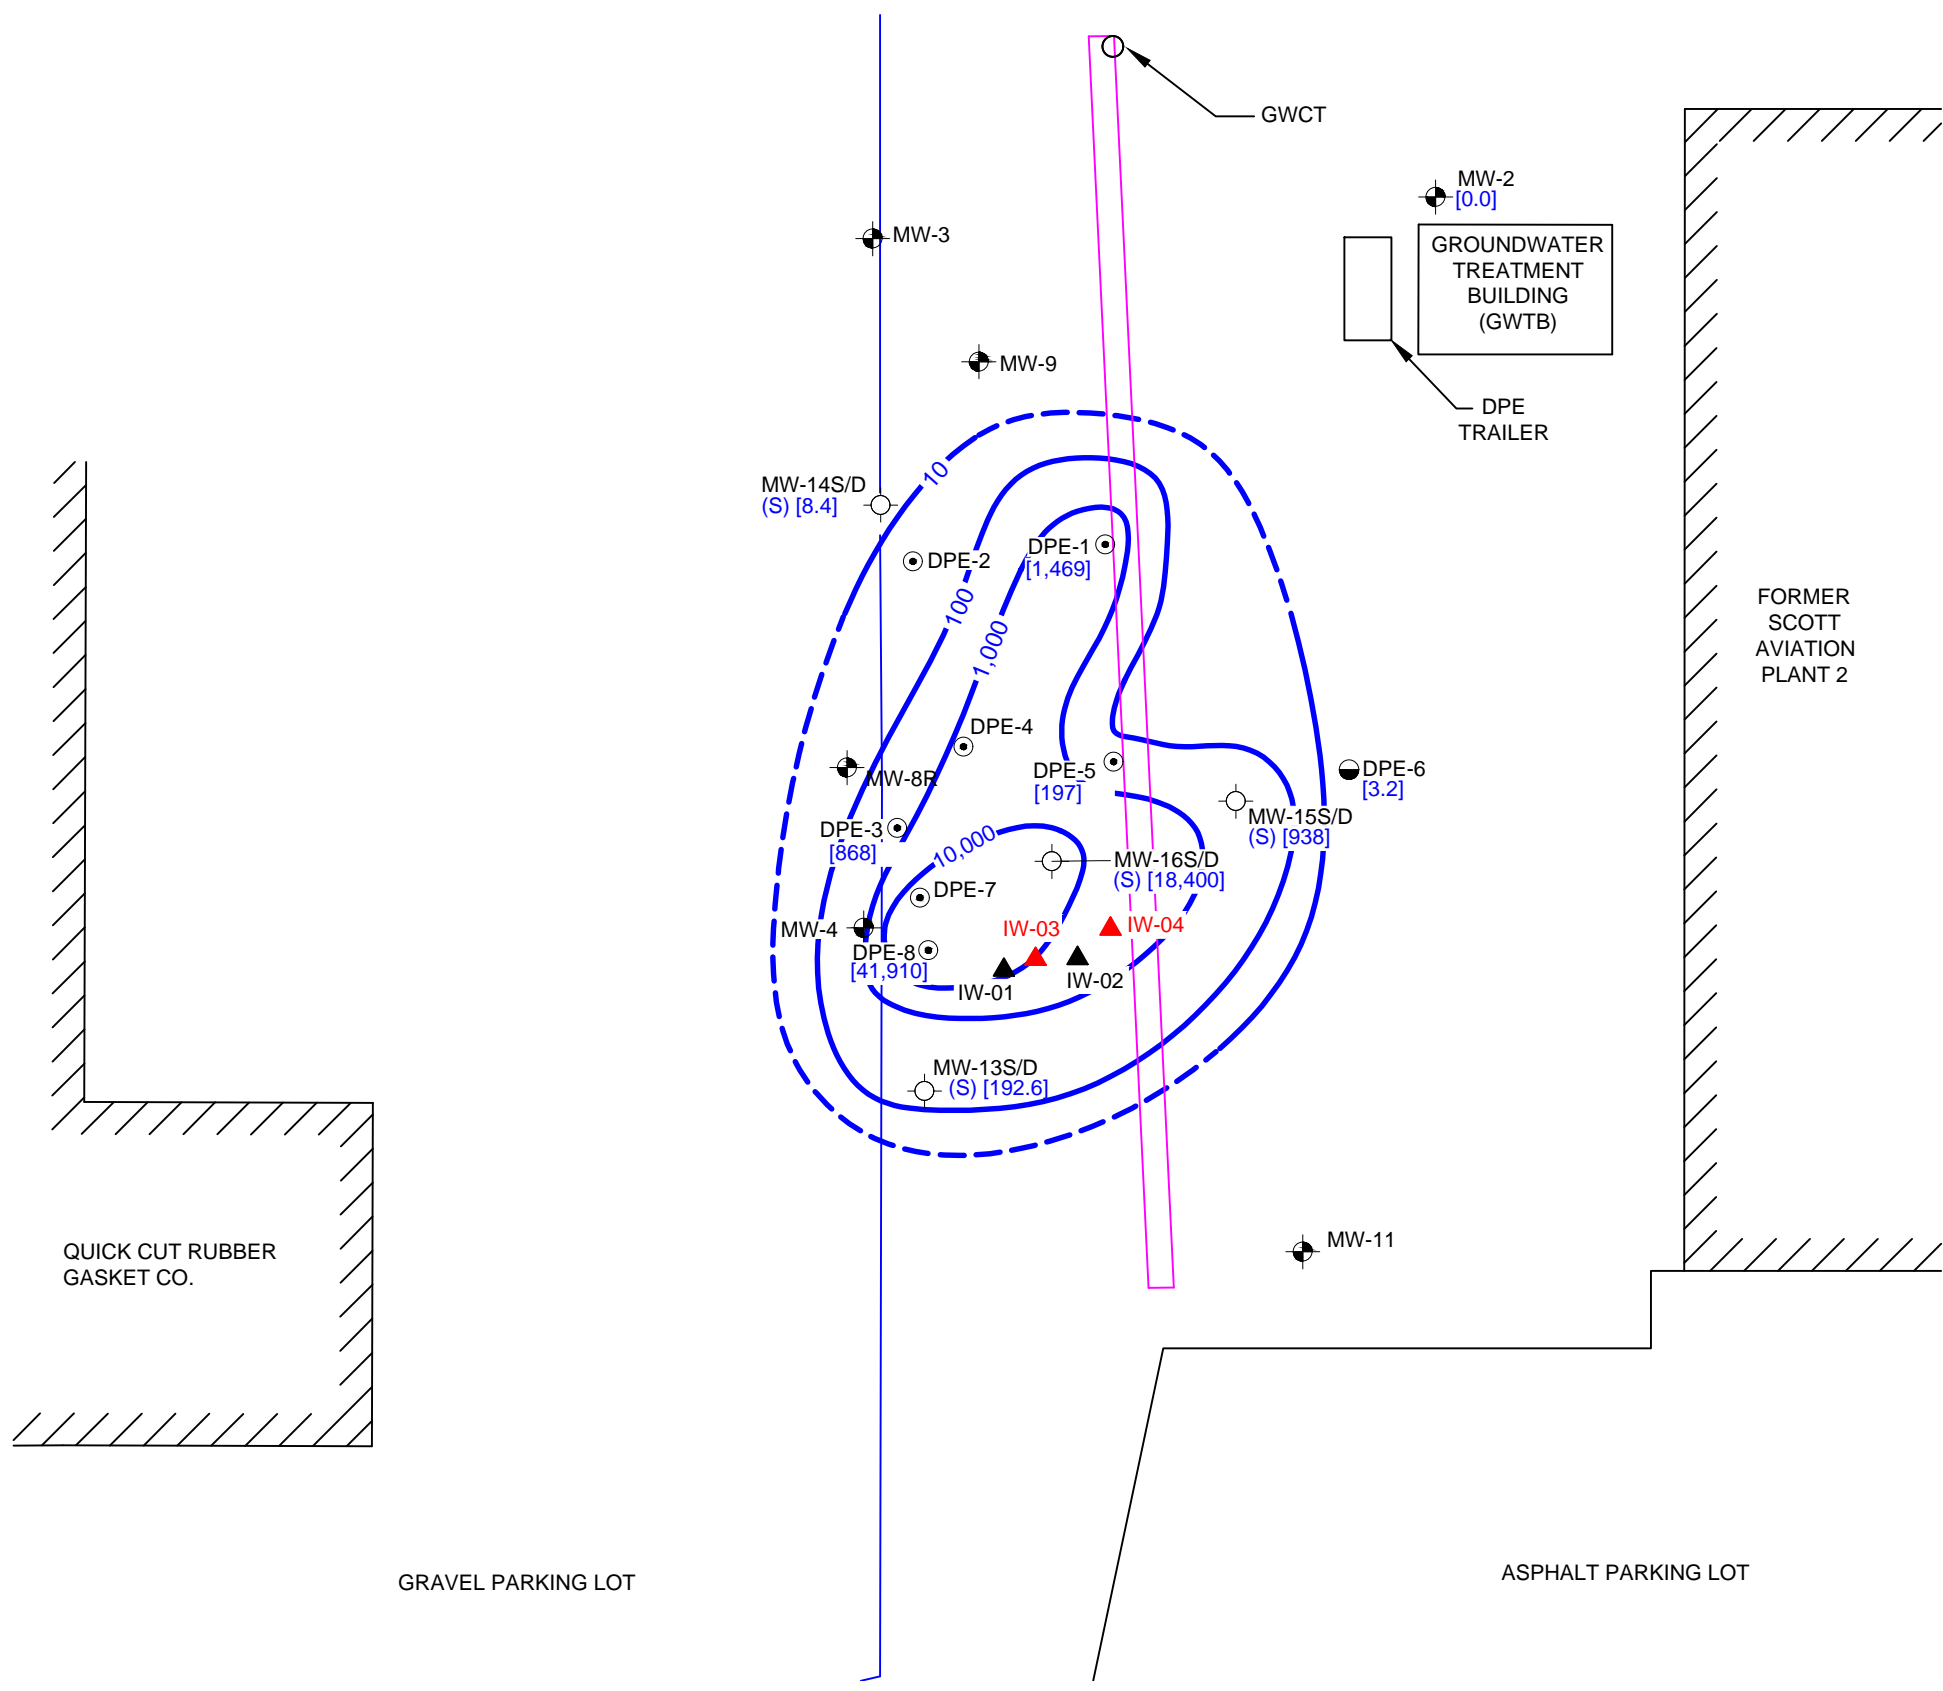 GWCT
MW-2
[0.0]
MW-3
GROUNDWATER
TREATMENT
BUILDING
(GWTB)
MW-9
DPE
TRAILER
10
MW-14S/D
(S) [8.4]
DPE-2
DPE-1
[1,469]
100
1,000
FORMER
SCOTT
AVIATION
PLANT 2
DPE-4
MW-8R
DPE-5
[197]
DPE-6
[3.2]
MW-15S/D
(S) [938]
DPE-3
[868]
10,000
MW-16S/D
(S) [18,400]
DPE-7
MW-4
IW-03
IW-04
DPE-8
[41,910]
IW-01
IW-02
MW-13S/D
(S) [192.6]
MW-11
QUICK CUT RUBBER
GASKET CO.
GRAVEL PARKING LOT
ASPHALT PARKING LOT